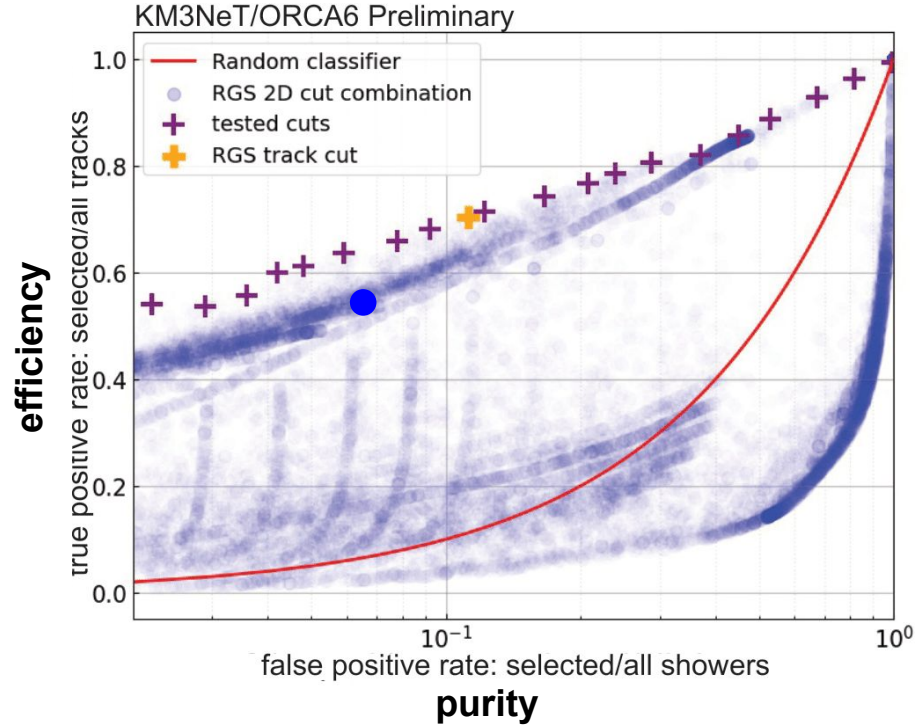 KM3NeT/ORCA6 Preliminary
Random classifier
RGS 2D cut combination
tested cuts
RGS track cut
1.0
0.8
0.6
0.4
0.2
0.0
efficiency
true positive rate: selected/all tracks
10⁻¹
10⁰
false positive rate: selected/all showers
purity